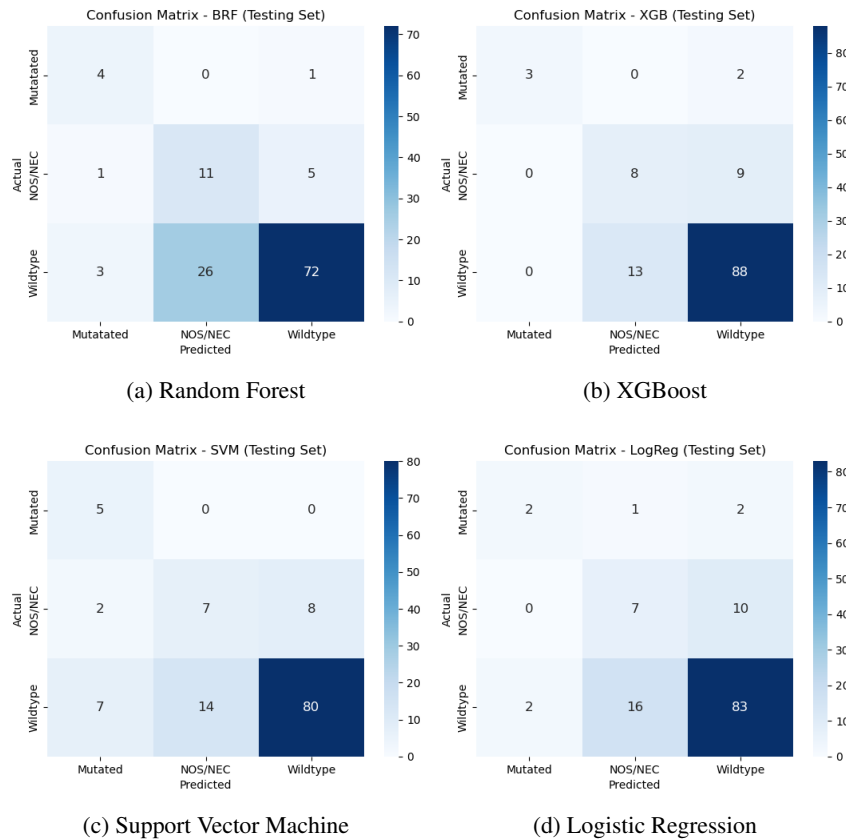 Confusion Matrix - BRF (Testing Set)
Mutatated
NOS/NEC
Wildtype
Actual
4 0 1
1 11 5
3 26 72
Mutatated NOS/NEC Wildtype
Predicted
70
60
50
40
30
20
10
0
(a) Random Forest
Confusion Matrix - XGB (Testing Set)
Mutated
NOS/NEC
Wildtype
Actual
3 0 2
0 8 9
0 13 88
Mutated NOS/NEC Wildtype
Predicted
80
70
60
50
40
30
20
10
0
(b) XGBoost
Confusion Matrix - SVM (Testing Set)
Mutated
NOS/NEC
Wildtype
Actual
5 0 0
2 7 8
7 14 80
Mutated NOS/NEC Wildtype
Predicted
80
70
60
50
40
30
20
10
0
(c) Support Vector Machine
Confusion Matrix - LogReg (Testing Set)
Mutated
NOS/NEC
Wildtype
Actual
2 1 2
0 7 10
2 16 83
Mutated NOS/NEC Wildtype
Predicted
80
70
60
50
40
30
20
10
0
(d) Logistic Regression